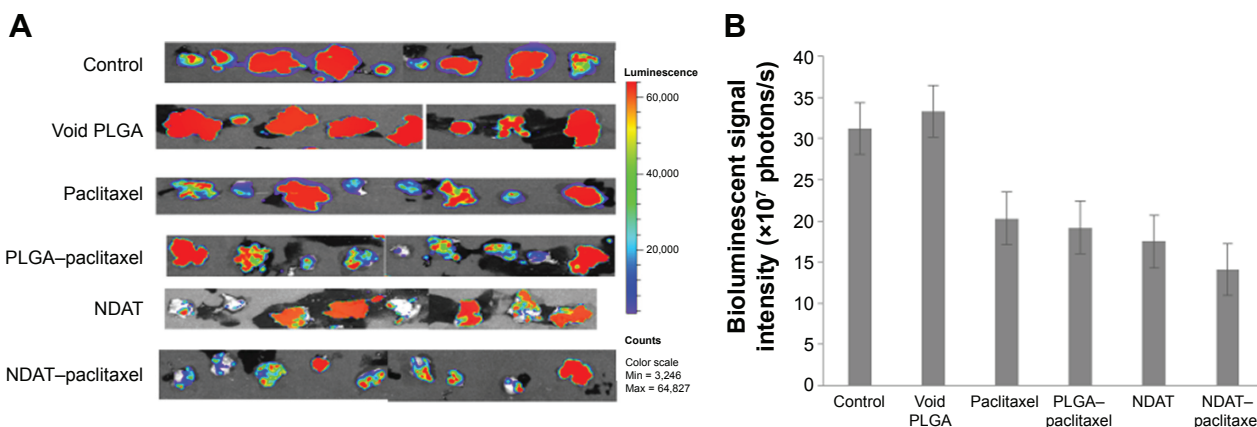 A
Control
Void PLGA
Paclitaxel
PLGA–paclitaxel
NDAT
NDAT–paclitaxel
Luminescence
60,000
40,000
20,000
Counts
Color scale
Min = 3,246
Max = 64,827
B
Bioluminescent signal
intensity (×10⁷ photons/s)
40
35
30
25
20
15
10
5
0
Control
Void
PLGA
Paclitaxel
PLGA–
paclitaxel
NDAT
NDAT–
paclitaxe